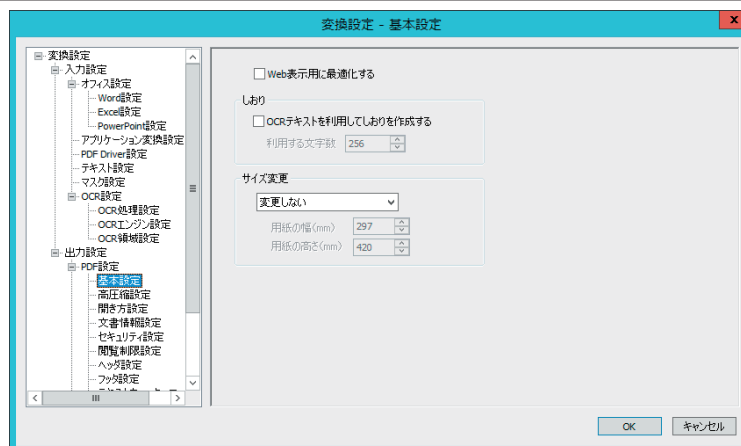 変換設定 - 基本設定
x
変換設定
入力設定
オフィス設定
Word設定
Excel設定
PowerPoint設定
アプリケーション変換設定
PDF Driver設定
テキスト設定
マスク設定
OCR設定
OCR処理設定
OCRエンジン設定
OCR領域設定
出力設定
PDF設定
基本設定
高圧縮設定
開き方設定
文書情報設定
セキュリティ設定
閲覧制限設定
ヘッダ設定
フッタ設定
Web表示用に最適化する
しおり
OCRテキストを利用してしおりを作成する
利用する文字数 256
サイズ変更
変更しない
用紙の幅(mm) 297
用紙の高さ(mm) 420
OK キャンセル